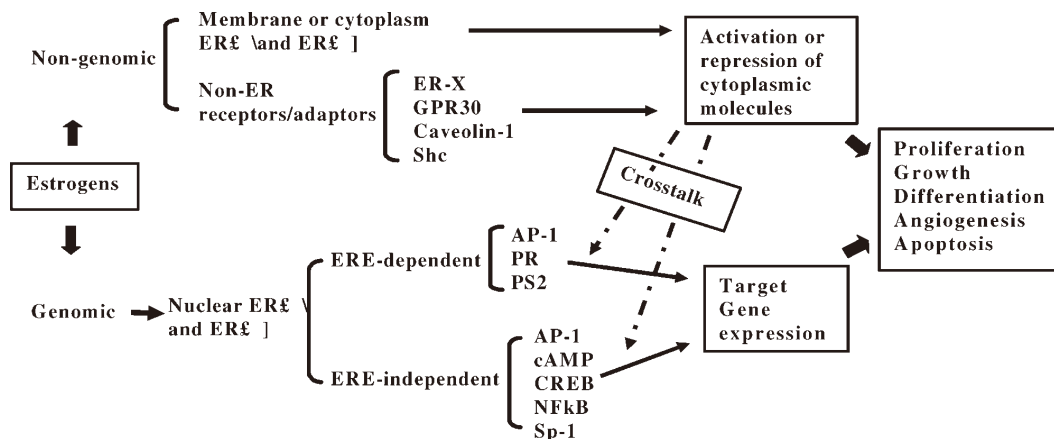 Non-genomic
Membrane or cytoplasm
ER£ \and ER£ ]
Non-ER
receptors/adaptors
ER-X
GPR30
Caveolin-1
Shc
Activation or
repression of
cytoplasmic
molecules
Estrogens
Crosstalk
Proliferation
Growth
Differentiation
Angiogenesis
Apoptosis
Genomic
Nuclear ER£ \
and ER£ ]
ERE-dependent
AP-1
PR
PS2
ERE-independent
AP-1
cAMP
CREB
NFkB
Sp-1
Target
Gene
expression